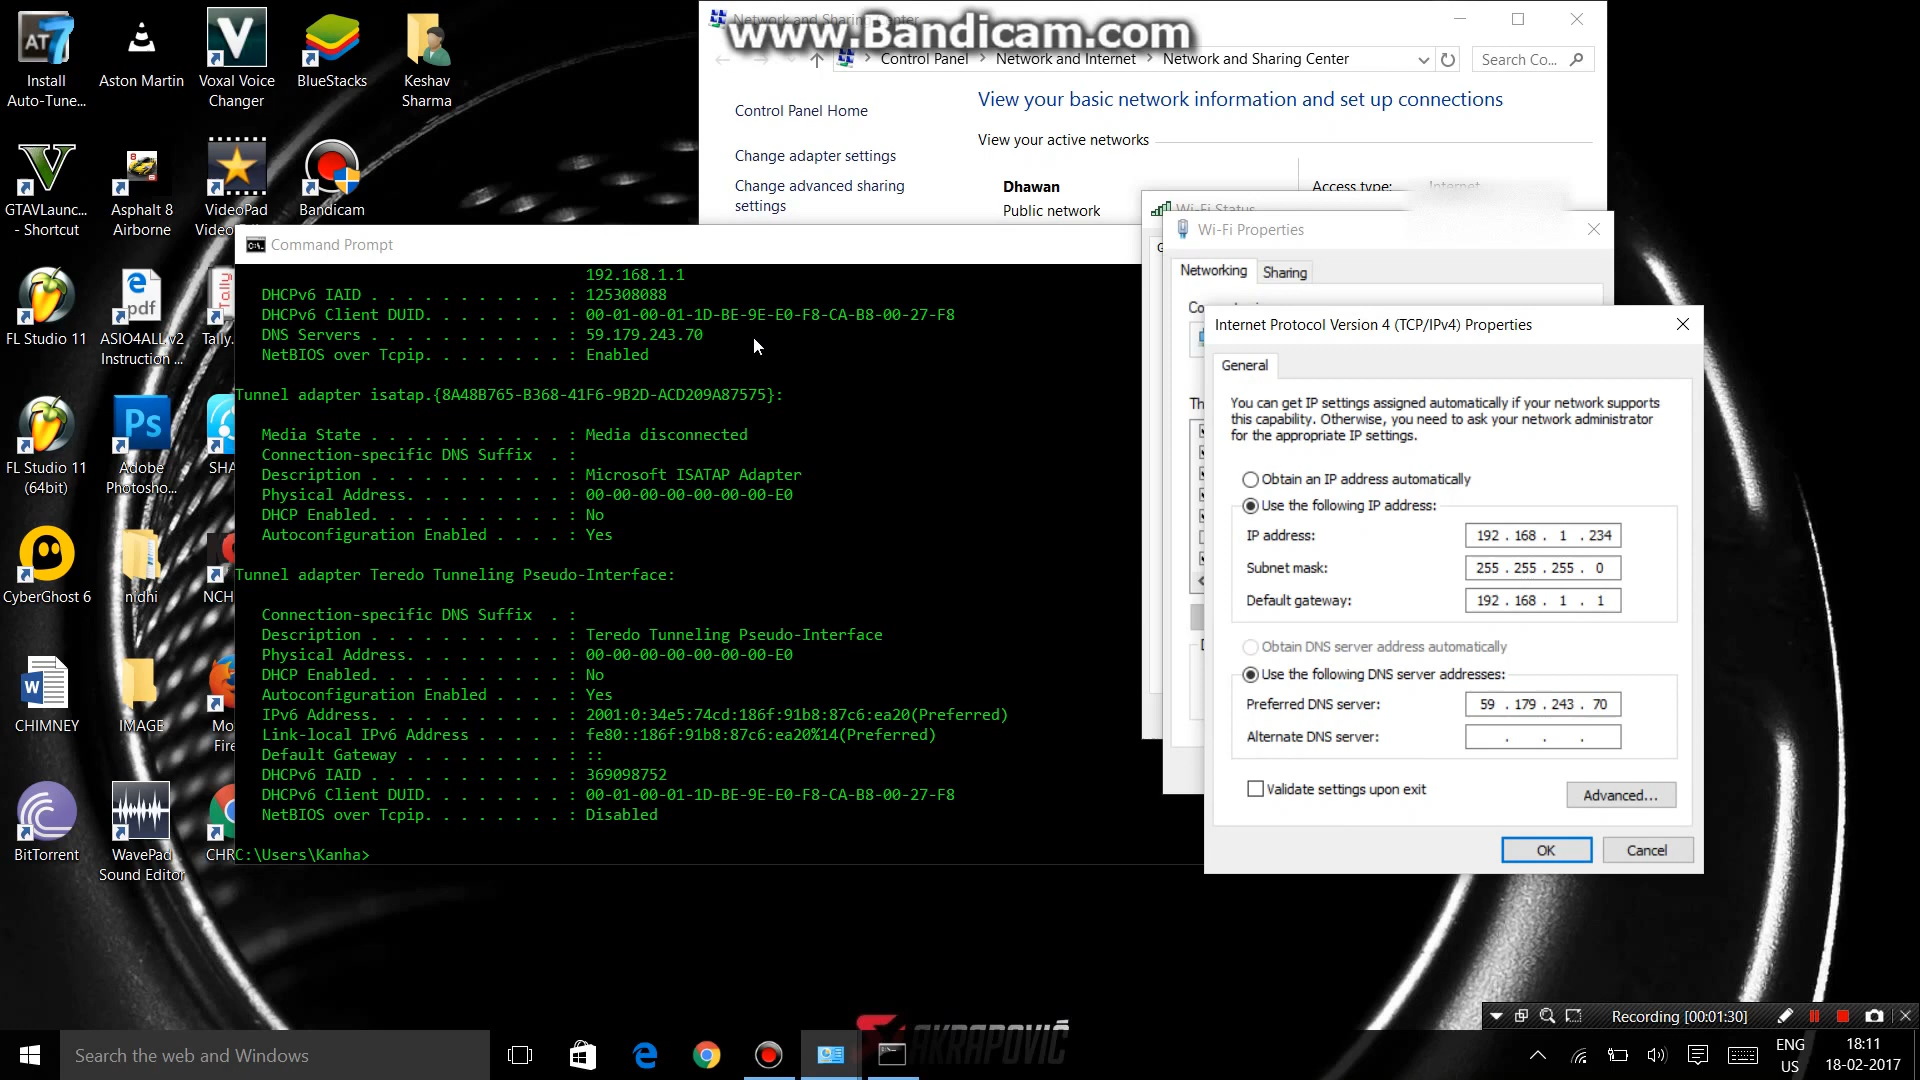 Install
Auto-Tune...
Aston Martin
Voxal Voice
Changer
BlueStacks
Keshav
Sharma
GTAVLaunc...
- Shortcut
Asphalt 8
Airborne
VideoPad
Bandicam
FL Studio 11
ASIO4ALL v2
Instruction ...
Tally.
FL Studio 11
(64bit)
Adobe
Photosho...
SHA
CyberGhost 6
nidhi
NCH
CHIMNEY
IMAGE
Mo
Fire
BitTorrent
WavePad
Sound Editor
CHR
Network and Sharing Center
www.Bandicam.com
Control Panel
Network and Internet
Network and Sharing Center
Search Co...
Control Panel Home
Change adapter settings
Change advanced sharing
settings
View your basic network information and set up connections
View your active networks
Dhawan
Public network
Access type:
Internet
Command Prompt
192.168.1.1
DHCPv6 IAID . . . . . . . . . . . : 125308088
DHCPv6 Client DUID. . . . . . . . : 00-01-00-01-1D-BE-9E-E0-F8-CA-B8-00-27-F8
DNS Servers . . . . . . . . . . . : 59.179.243.70
NetBIOS over Tcpip. . . . . . . . : Enabled
Tunnel adapter isatap.{8A48B765-B368-41F6-9B2D-ACD209A87575}:
Media State . . . . . . . . . . . : Media disconnected
Connection-specific DNS Suffix  . :
Description . . . . . . . . . . . : Microsoft ISATAP Adapter
Physical Address. . . . . . . . . : 00-00-00-00-00-00-00-E0
DHCP Enabled. . . . . . . . . . . : No
Autoconfiguration Enabled . . . . : Yes
Tunnel adapter Teredo Tunneling Pseudo-Interface:
Connection-specific DNS Suffix  . :
Description . . . . . . . . . . . : Teredo Tunneling Pseudo-Interface
Physical Address. . . . . . . . . : 00-00-00-00-00-00-00-E0
DHCP Enabled. . . . . . . . . . . : No
Autoconfiguration Enabled . . . . : Yes
IPv6 Address. . . . . . . . . . . : 2001:0:34e5:74cd:186f:91b8:87c6:ea20(Preferred)
Link-local IPv6 Address . . . . . : fe80::186f:91b8:87c6:ea20%14(Preferred)
Default Gateway . . . . . . . . . : ::
DHCPv6 IAID . . . . . . . . . . . : 369098752
DHCPv6 Client DUID. . . . . . . . : 00-01-00-01-1D-BE-9E-E0-F8-CA-B8-00-27-F8
NetBIOS over Tcpip. . . . . . . . : Disabled
C:\Users\Kanha>
Wi-Fi Status
Wi-Fi Properties
Networking
Sharing
Internet Protocol Version 4 (TCP/IPv4) Properties
General
You can get IP settings assigned automatically if your network supports
this capability. Otherwise, you need to ask your network administrator
for the appropriate IP settings.
Obtain an IP address automatically
Use the following IP address:
IP address: 192 . 168 . 1 . 234
Subnet mask: 255 . 255 . 255 . 0
Default gateway: 192 . 168 . 1 . 1
Obtain DNS server address automatically
Use the following DNS server addresses:
Preferred DNS server: 59 . 179 . 243 . 70
Alternate DNS server: . . .
Validate settings upon exit
Advanced...
OK
Cancel
AKRAPOVIČ
Recording [00:01:30]
Search the web and Windows
ENG
US
18:11
18-02-2017